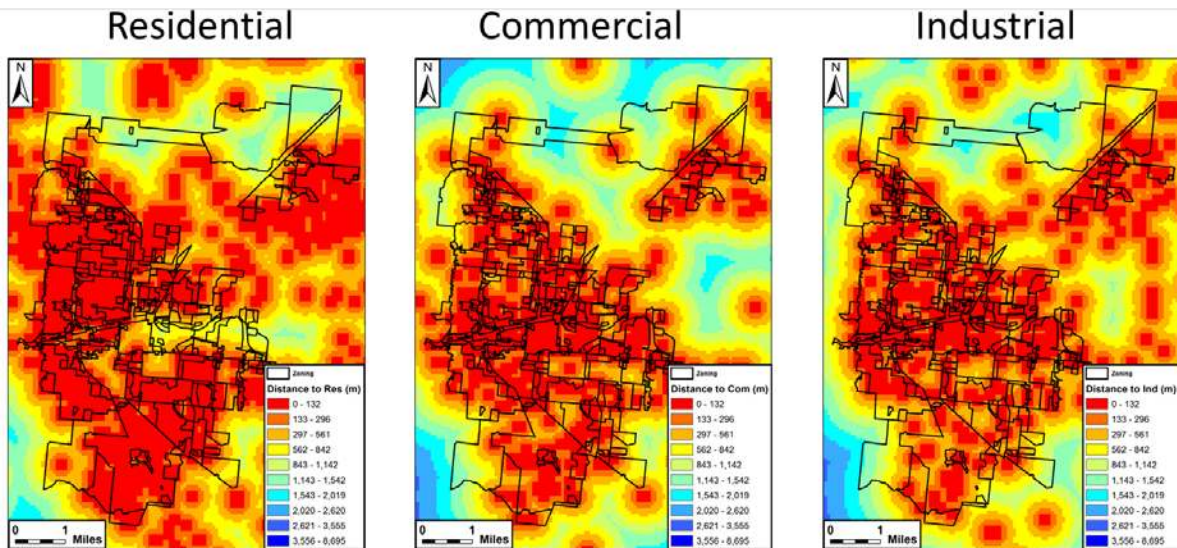 Residential
Commercial
Industrial
N
N
N
Zoning
Distance to Res (m)
0 - 132
133 - 296
297 - 561
562 - 842
843 - 1,142
1,143 - 1,542
1,543 - 2,019
2,020 - 2,620
2,621 - 3,555
3,556 - 8,695
0 1
Miles
Zoning
Distance to Com (m)
0 - 132
133 - 296
297 - 561
562 - 842
843 - 1,142
1,143 - 1,542
1,543 - 2,019
2,020 - 2,620
2,621 - 3,555
3,556 - 8,695
0 1
Miles
Zoning
Distance to Ind (m)
0 - 132
133 - 296
297 - 561
562 - 842
843 - 1,142
1,143 - 1,542
1,543 - 2,019
2,020 - 2,620
2,621 - 3,555
3,556 - 8,695
0 1
Miles